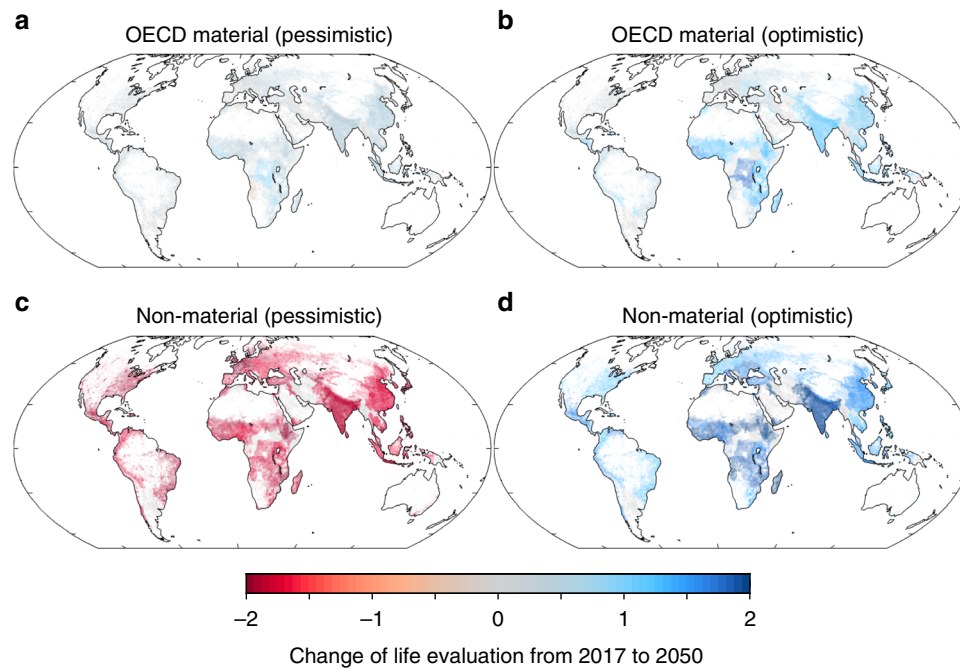 a
OECD material (pessimistic)
b
OECD material (optimistic)
c
Non-material (pessimistic)
d
Non-material (optimistic)
−2
−1
0
1
2
Change of life evaluation from 2017 to 2050